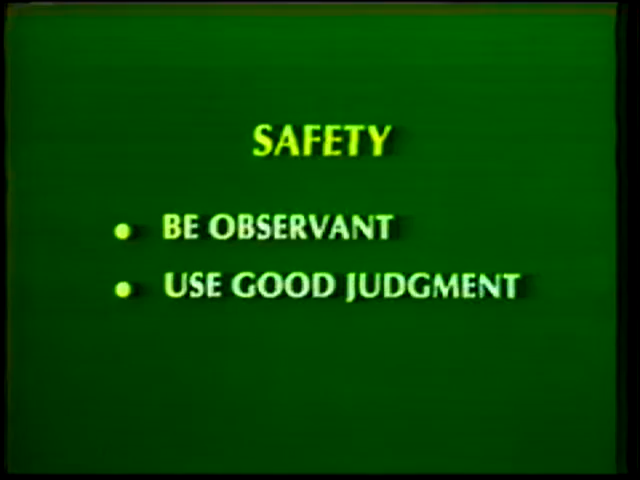 SAFETY
• BE OBSERVANT
• USE GOOD JUDGMENT